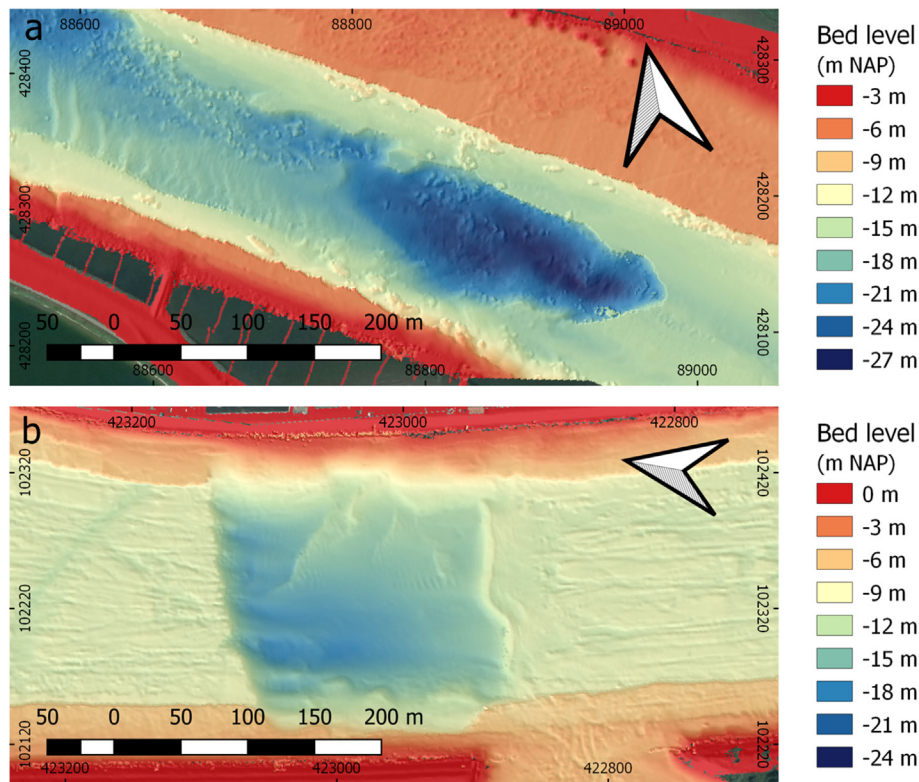 a
88600
88800
89000
428400
428300
428300
428200
428200
428100
50 0 50 100 150 200 m
88600
88800
89000
Bed level
(m NAP)
-3 m
-6 m
-9 m
-12 m
-15 m
-18 m
-21 m
-24 m
-27 m
b
423200
423000
422800
102320
102420
102220
102320
102120
102220
50 0 50 100 150 200 m
423200
423000
422800
Bed level
(m NAP)
0 m
-3 m
-6 m
-9 m
-12 m
-15 m
-18 m
-21 m
-24 m